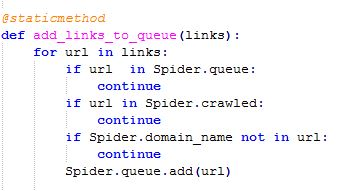 @staticmethod
def add_links_to_queue(links):
    for url in links:
        if url  in Spider.queue:
            continue
        if url in Spider.crawled:
            continue
        if Spider.domain_name not in url:
            continue
        Spider.queue.add(url)